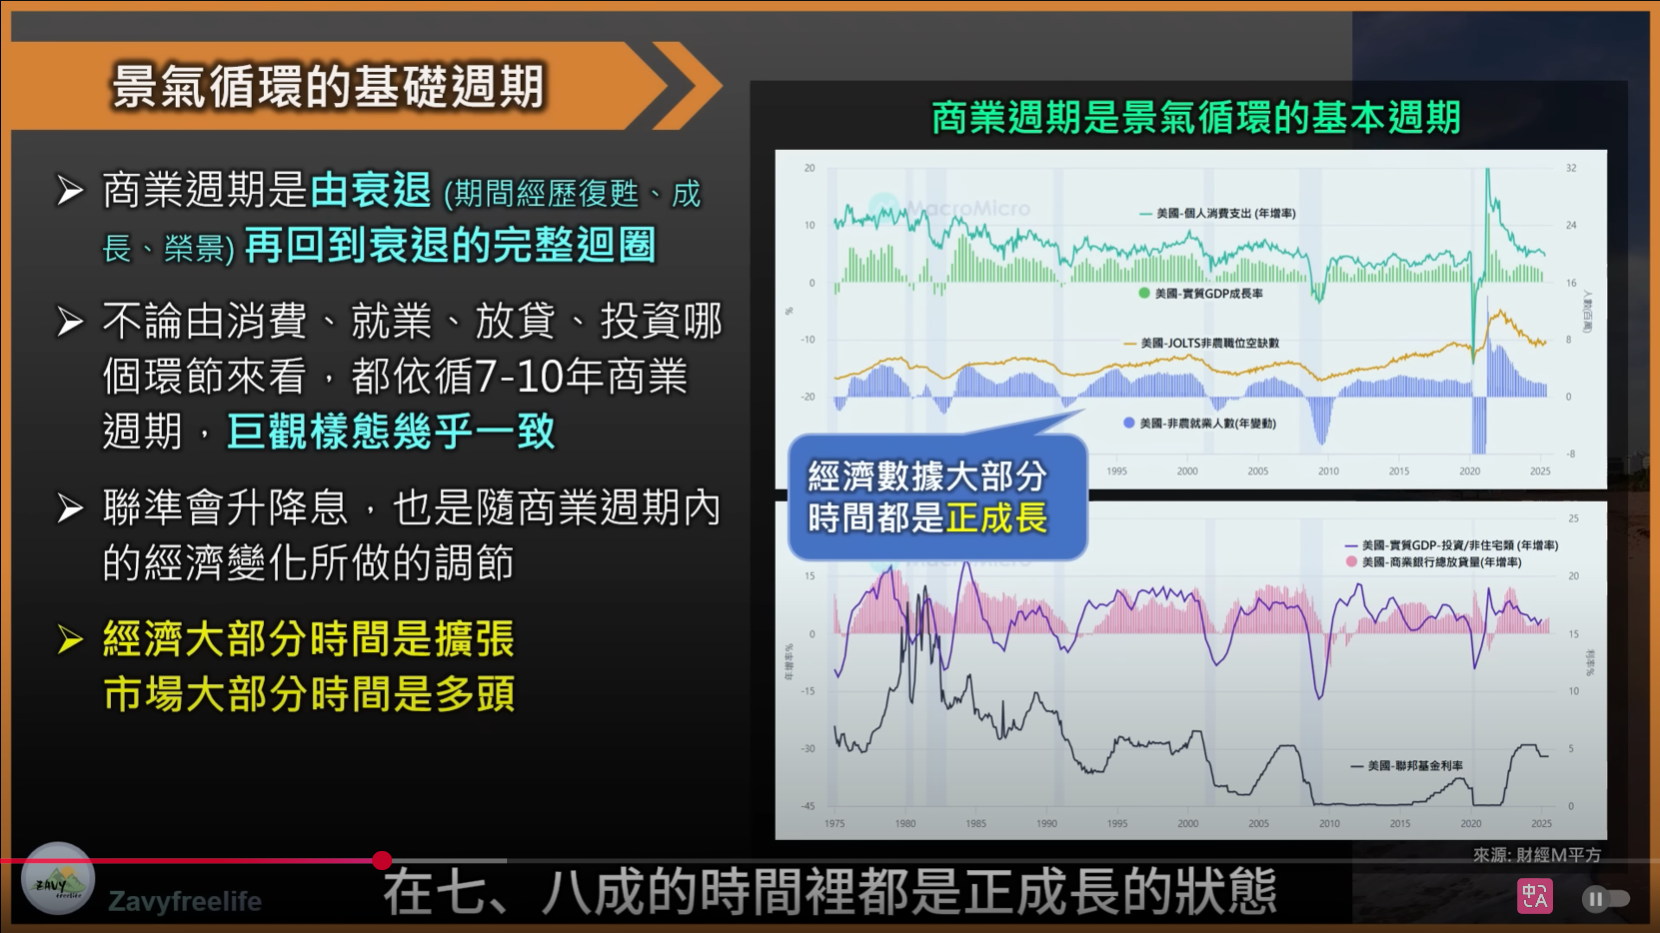 景氣循環的基礎週期
商業週期是由衰退 (期間經歷復甦、成
長、榮景) 再回到衰退的完整迴圈
不論由消費、就業、放貸、投資哪
個環節來看，都依循7-10年商業
週期，巨觀樣態幾乎一致
聯準會升降息，也是隨商業週期內
的經濟變化所做的調節
經濟大部分時間是擴張
市場大部分時間是多頭
商業週期是景氣循環的基本週期
20
10
0
-10
-20
%
MacroMicro
美國-個人消費支出 (年增率)
美國-實質GDP成長率
美國-JOLTS非農職位空缺數
美國-非農就業人數(年變動)
32
24
16
8
0
-8
人數(百萬)
1995
2000
2005
2010
2015
2020
2025
經濟數據大部分
時間都是正成長
MacroMicro
美國-實質GDP-投資/非住宅類 (年增率)
美國-商業銀行總放貸量(年增率)
美國-聯邦基金利率
15
0
-15
-30
-45
年增率%
25
20
15
10
5
0
利率%
1975
1980
1985
1990
1995
2000
2005
2010
2015
2020
2025
來源: 財經M平方
ZAVY
freelife
Zavyfreelife
在七、八成的時間裡都是正成長的狀態
中
A